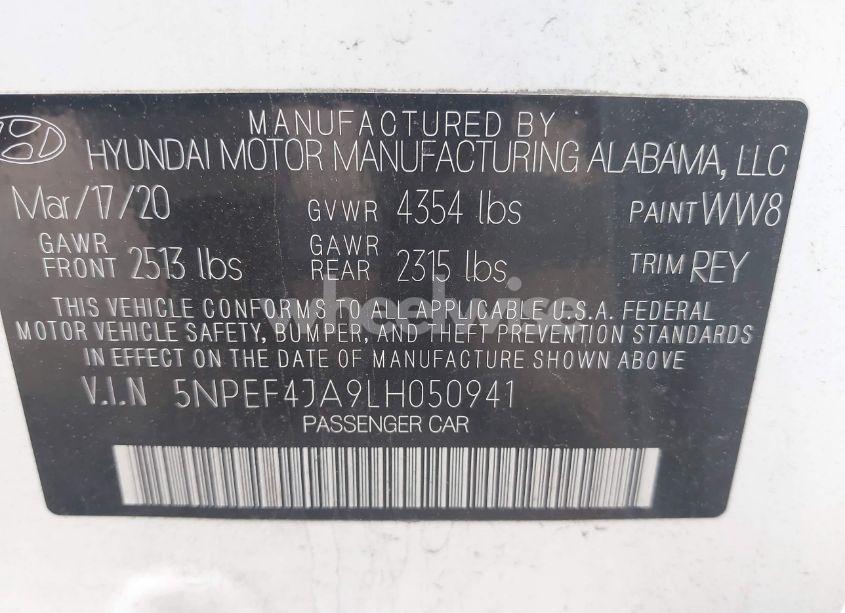 MANUFACTURED BY
HYUNDAI MOTOR MANUFACTURING ALABAMA, LLC
Mar/17/20 GVWR 4354 lbs PAINT WW8
GAWR FRONT 2513 lbs GAWR REAR 2315 lbs TRIM REY
THIS VEHICLE CONFORMS TO ALL APPLICABLE U.S.A. FEDERAL
MOTOR VEHICLE SAFETY, BUMPER, AND THEFT PREVENTION STANDARDS
IN EFFECT ON THE DATE OF MANUFACTURE SHOWN ABOVE
V.I.N 5NPEF4JA9LH050941
PASSENGER CAR
wheelwise